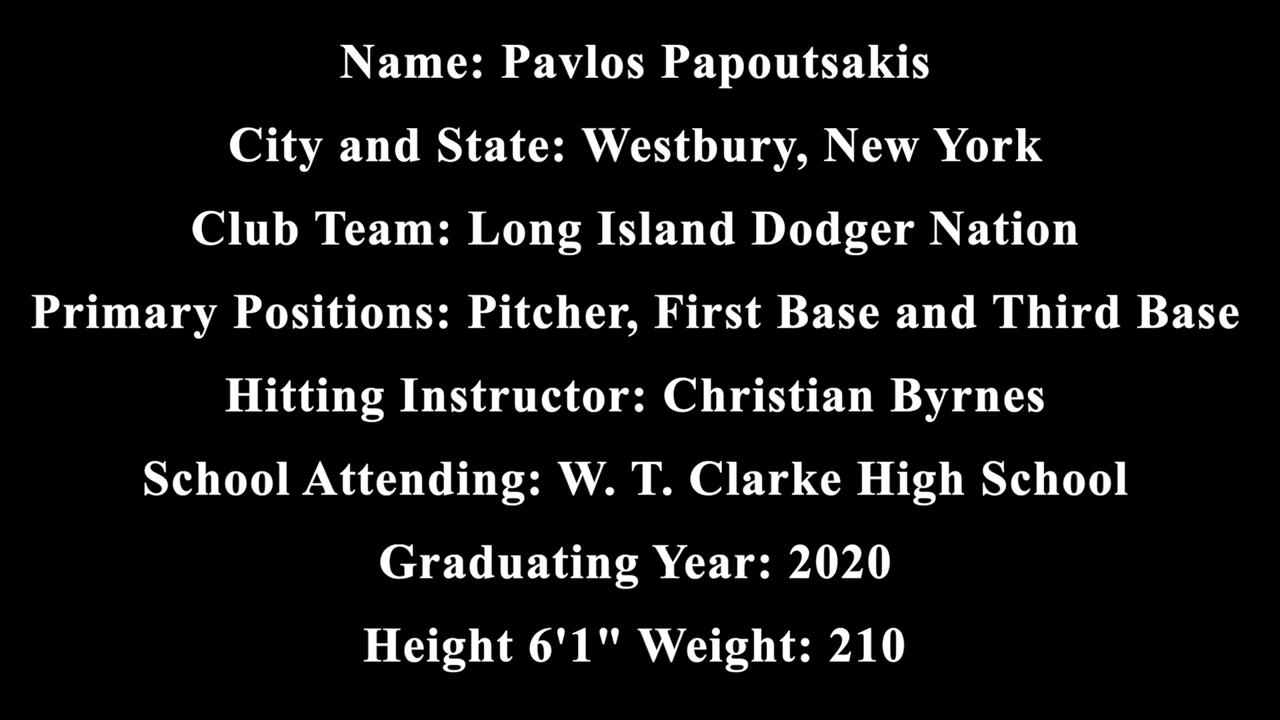 Name: Pavlos Papoutsakis
City and State: Westbury, New York
Club Team: Long Island Dodger Nation
Primary Positions: Pitcher, First Base and Third Base
Hitting Instructor: Christian Byrnes
School Attending: W. T. Clarke High School
Graduating Year: 2020
Height 6'1" Weight: 210